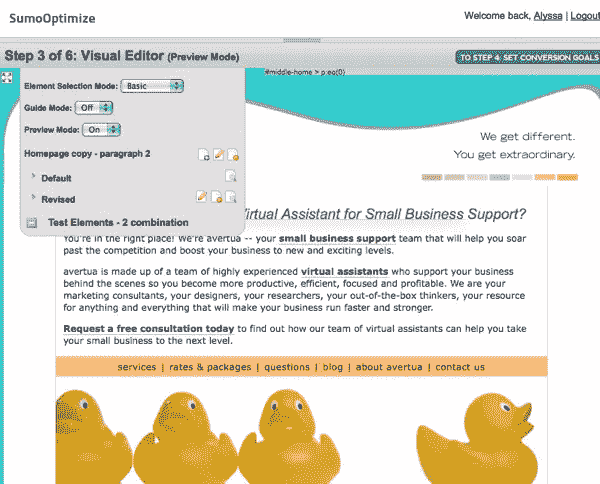 SumoOptimize
Welcome back, Alyssa | Logout
Step 3 of 6: Visual Editor (Preview Mode)
TO STEP 4: SET CONVERSION GOALS
#middle-home > p:eq(0)
Element Selection Mode: Basic
Guide Mode: Off
Preview Mode: On
Homepage copy - paragraph 2
Default
Revised
Test Elements - 2 combination
We get different.
You get extraordinary.
Virtual Assistant for Small Business Support?
You're in the right place! We're avertua -- your small business support team that will help you soar
past the competition and boost your business to new and exciting levels.
avertua is made up of a team of highly experienced virtual assistants who support your business
behind the scenes so you become more productive, efficient, focused and profitable. We are your
marketing consultants, your designers, your researchers, your out-of-the-box thinkers, your resource
for anything and everything that will make your business run faster and stronger.
Request a free consultation today to find out how our team of virtual assistants can help you take
your small business to the next level.
services | rates & packages | questions | blog | about avertua | contact us